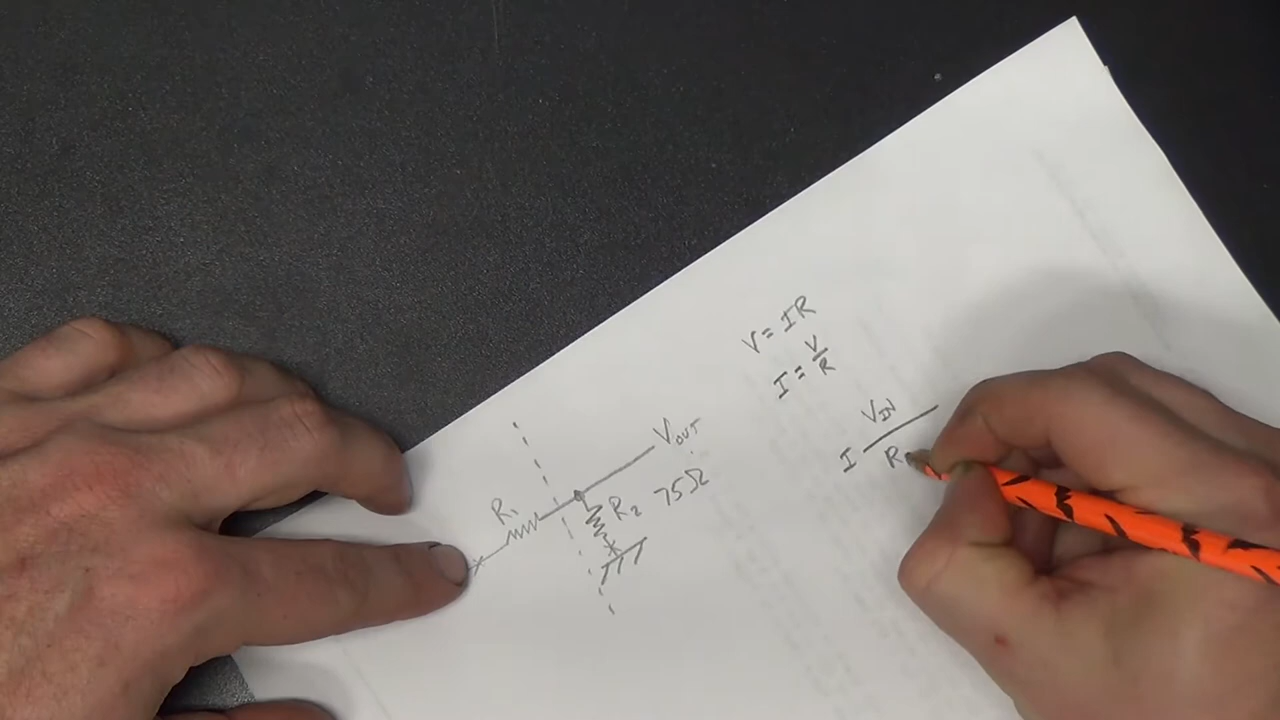 V = IR
I = V/R
I VIN/R
VOUT
R1
R2 75Ω